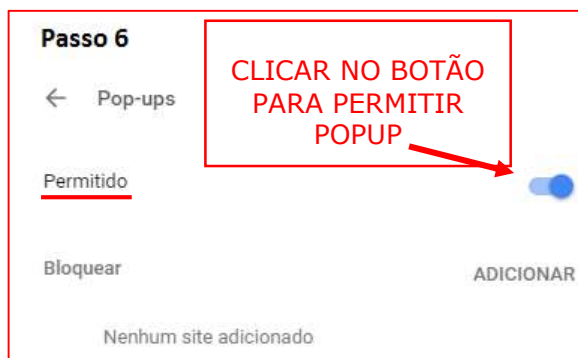 Passo 6
CLICAR NO BOTÃO
PARA PERMITIR
POPUP
Pop-ups
Permitido
Bloquear
ADICIONAR
Nenhum site adicionado